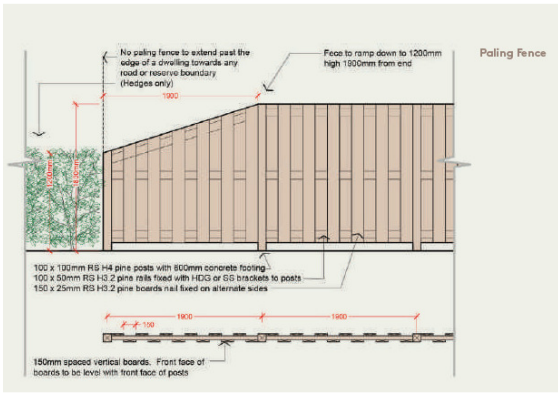 No paling fence to extend past the
edge of a dwelling towards any
road or reserve boundary
(Hedges only)
Fece to ramp down to 1200mm
high 1900mm from end
Paling Fence
1900
1200mm
1800mm
100 x 100mm RS H4 pine posts with 600mm concrete footing
100 x 50mm RS H3.2 pine rails fixed with HDG or SS brackets to posts
150 x 25mm RS H3.2 pine boards nail fixed on alternate sides
1900
1900
150
150mm spaced vertical boards. Front face of
boards to be level with front face of posts